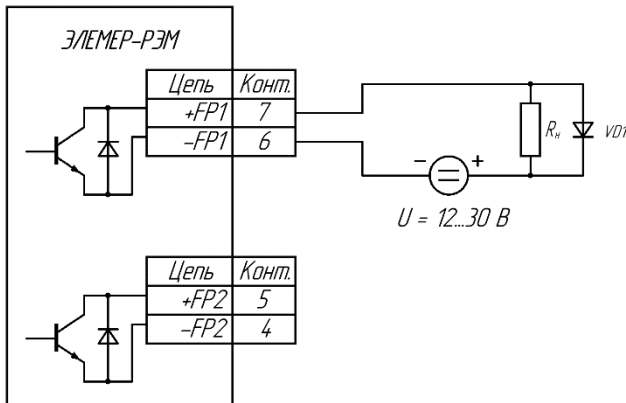 ЭЛЕМЕР-РЭМ
Цепь Конт.
+FP1 7
-FP1 6
Rн VD1
- +
U = 12...30 В
Цепь Конт.
+FP2 5
-FP2 4